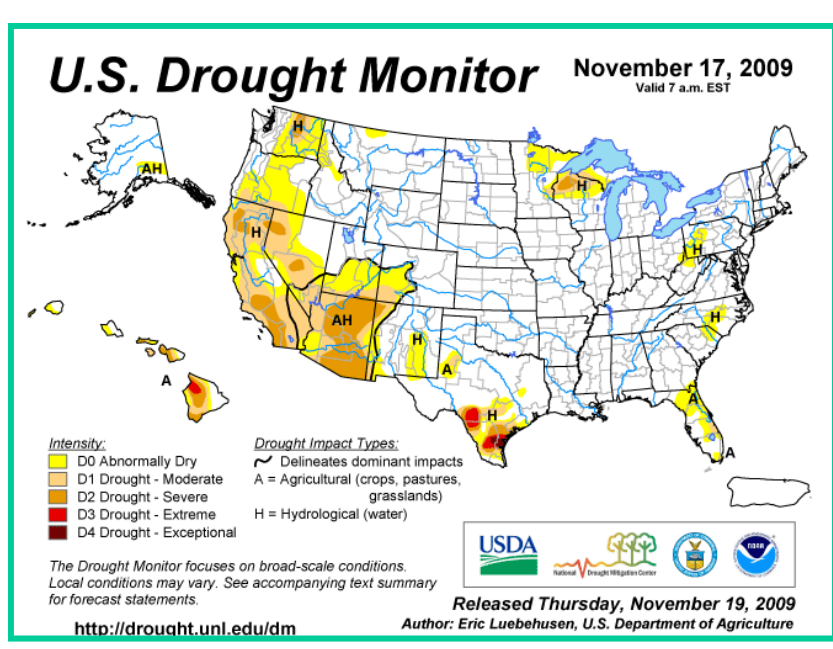 U.S. Drought Monitor
November 17, 2009
Valid 7 a.m. EST
H
AH
H
H
H
AH
H
H
A
A
A
H
A
Intensity:
D0 Abnormally Dry
D1 Drought - Moderate
D2 Drought - Severe
D3 Drought - Extreme
D4 Drought - Exceptional
Drought Impact Types:
Delineates dominant impacts
A = Agricultural (crops, pastures,
grasslands)
H = Hydrological (water)
The Drought Monitor focuses on broad-scale conditions.
Local conditions may vary. See accompanying text summary
for forecast statements.
http://drought.unl.edu/dm
USDA
National Drought Mitigation Center
NOAA
Released Thursday, November 19, 2009
Author: Eric Luebehusen, U.S. Department of Agriculture